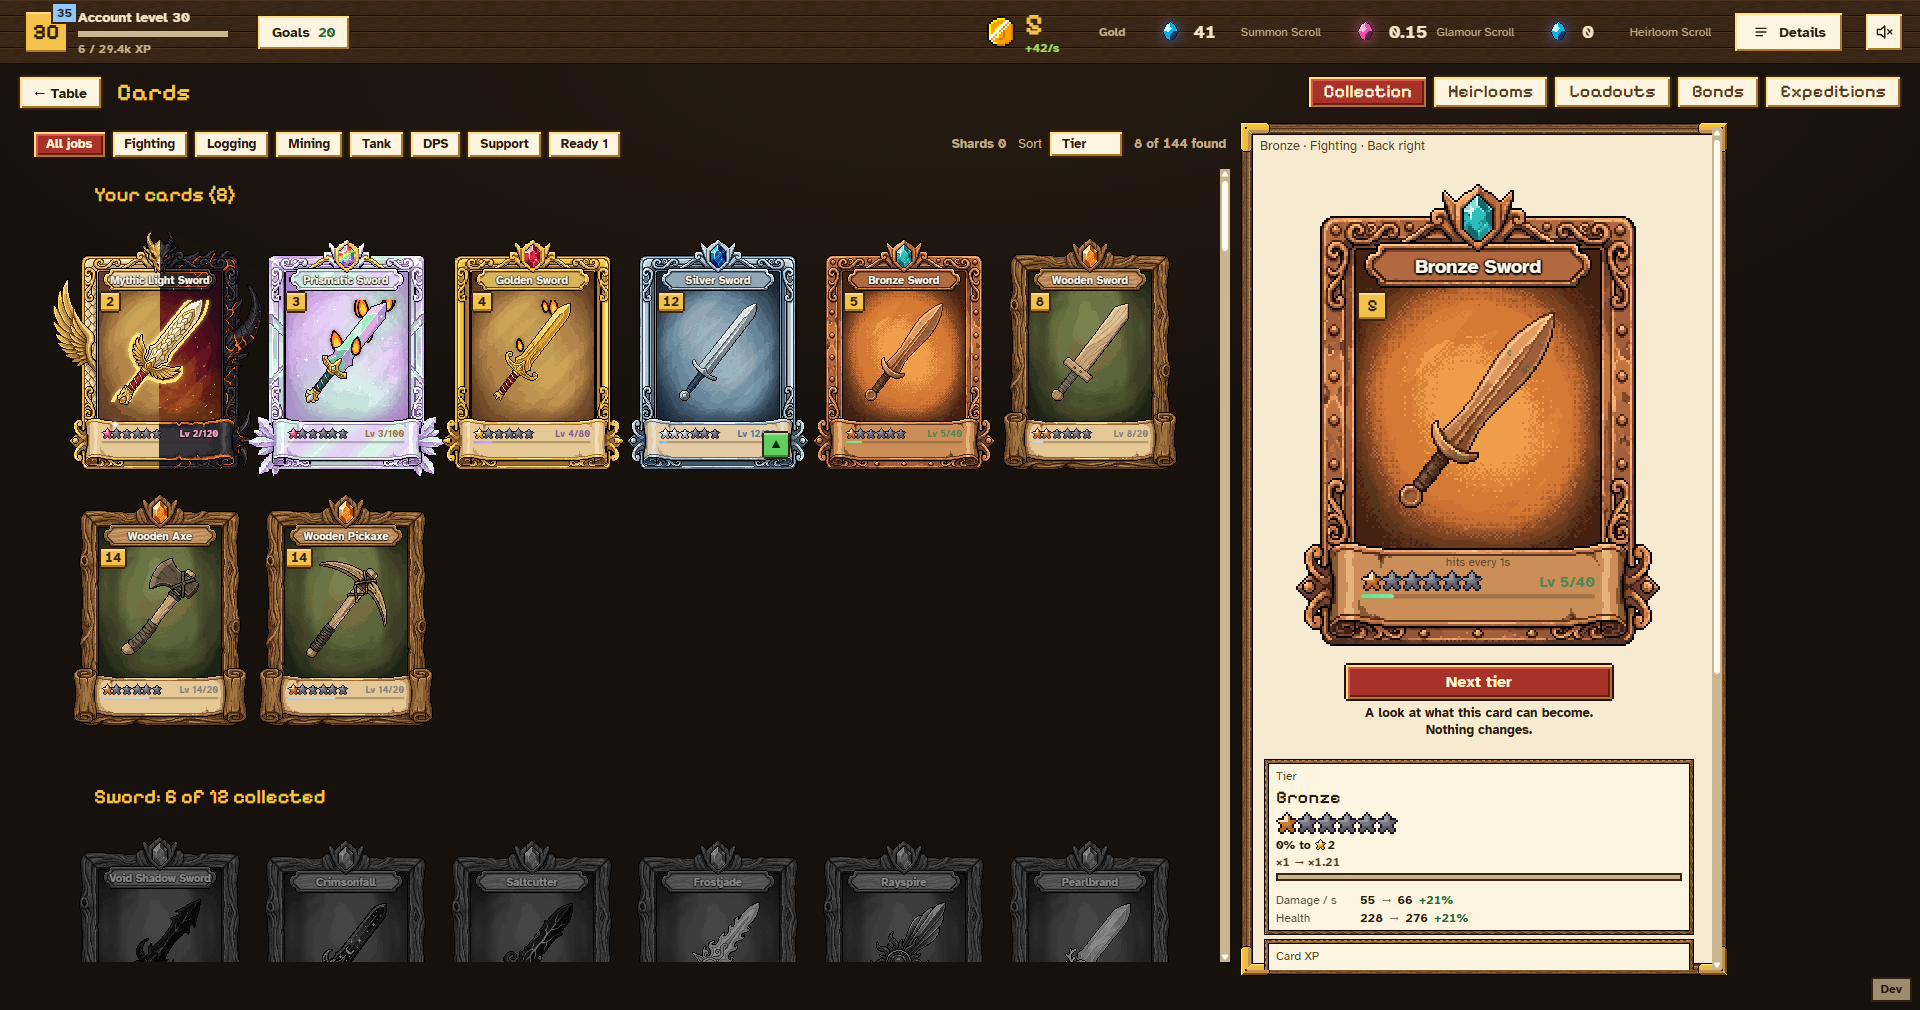 30
35
Account level 30
6 / 29.4k XP
Goals 20
S
+42/s
Gold
41
Summon Scroll
0.15
Glamour Scroll
0
Heirloom Scroll
Details
← Table
Cards
Collection
Heirlooms
Loadouts
Bonds
Expeditions
All jobs
Fighting
Logging
Mining
Tank
DPS
Support
Ready 1
Shards 0
Sort
Tier
8 of 144 found
Your cards (8)
Mythic Light Sword
2
Lv 2/120
Prismatic Sword
3
Lv 3/100
Golden Sword
4
Lv 4/80
Silver Sword
12
Lv 12
Bronze Sword
5
Lv 5/40
Wooden Sword
8
Lv 8/20
Wooden Axe
14
Lv 14/20
Wooden Pickaxe
14
Lv 14/20
Sword: 6 of 12 collected
Void Shadow Sword
Crimsonfall
Saltcutter
Frostjade
Rayspire
Pearlbrand
Bronze · Fighting · Back right
Bronze Sword
S
hits every 1s
Lv 5/40
Next tier
A look at what this card can become.
Nothing changes.
Tier
Bronze
0% to 2
×1 → ×1.21
Damage / s 55 → 66 +21%
Health 228 → 276 +21%
Card XP
Dev